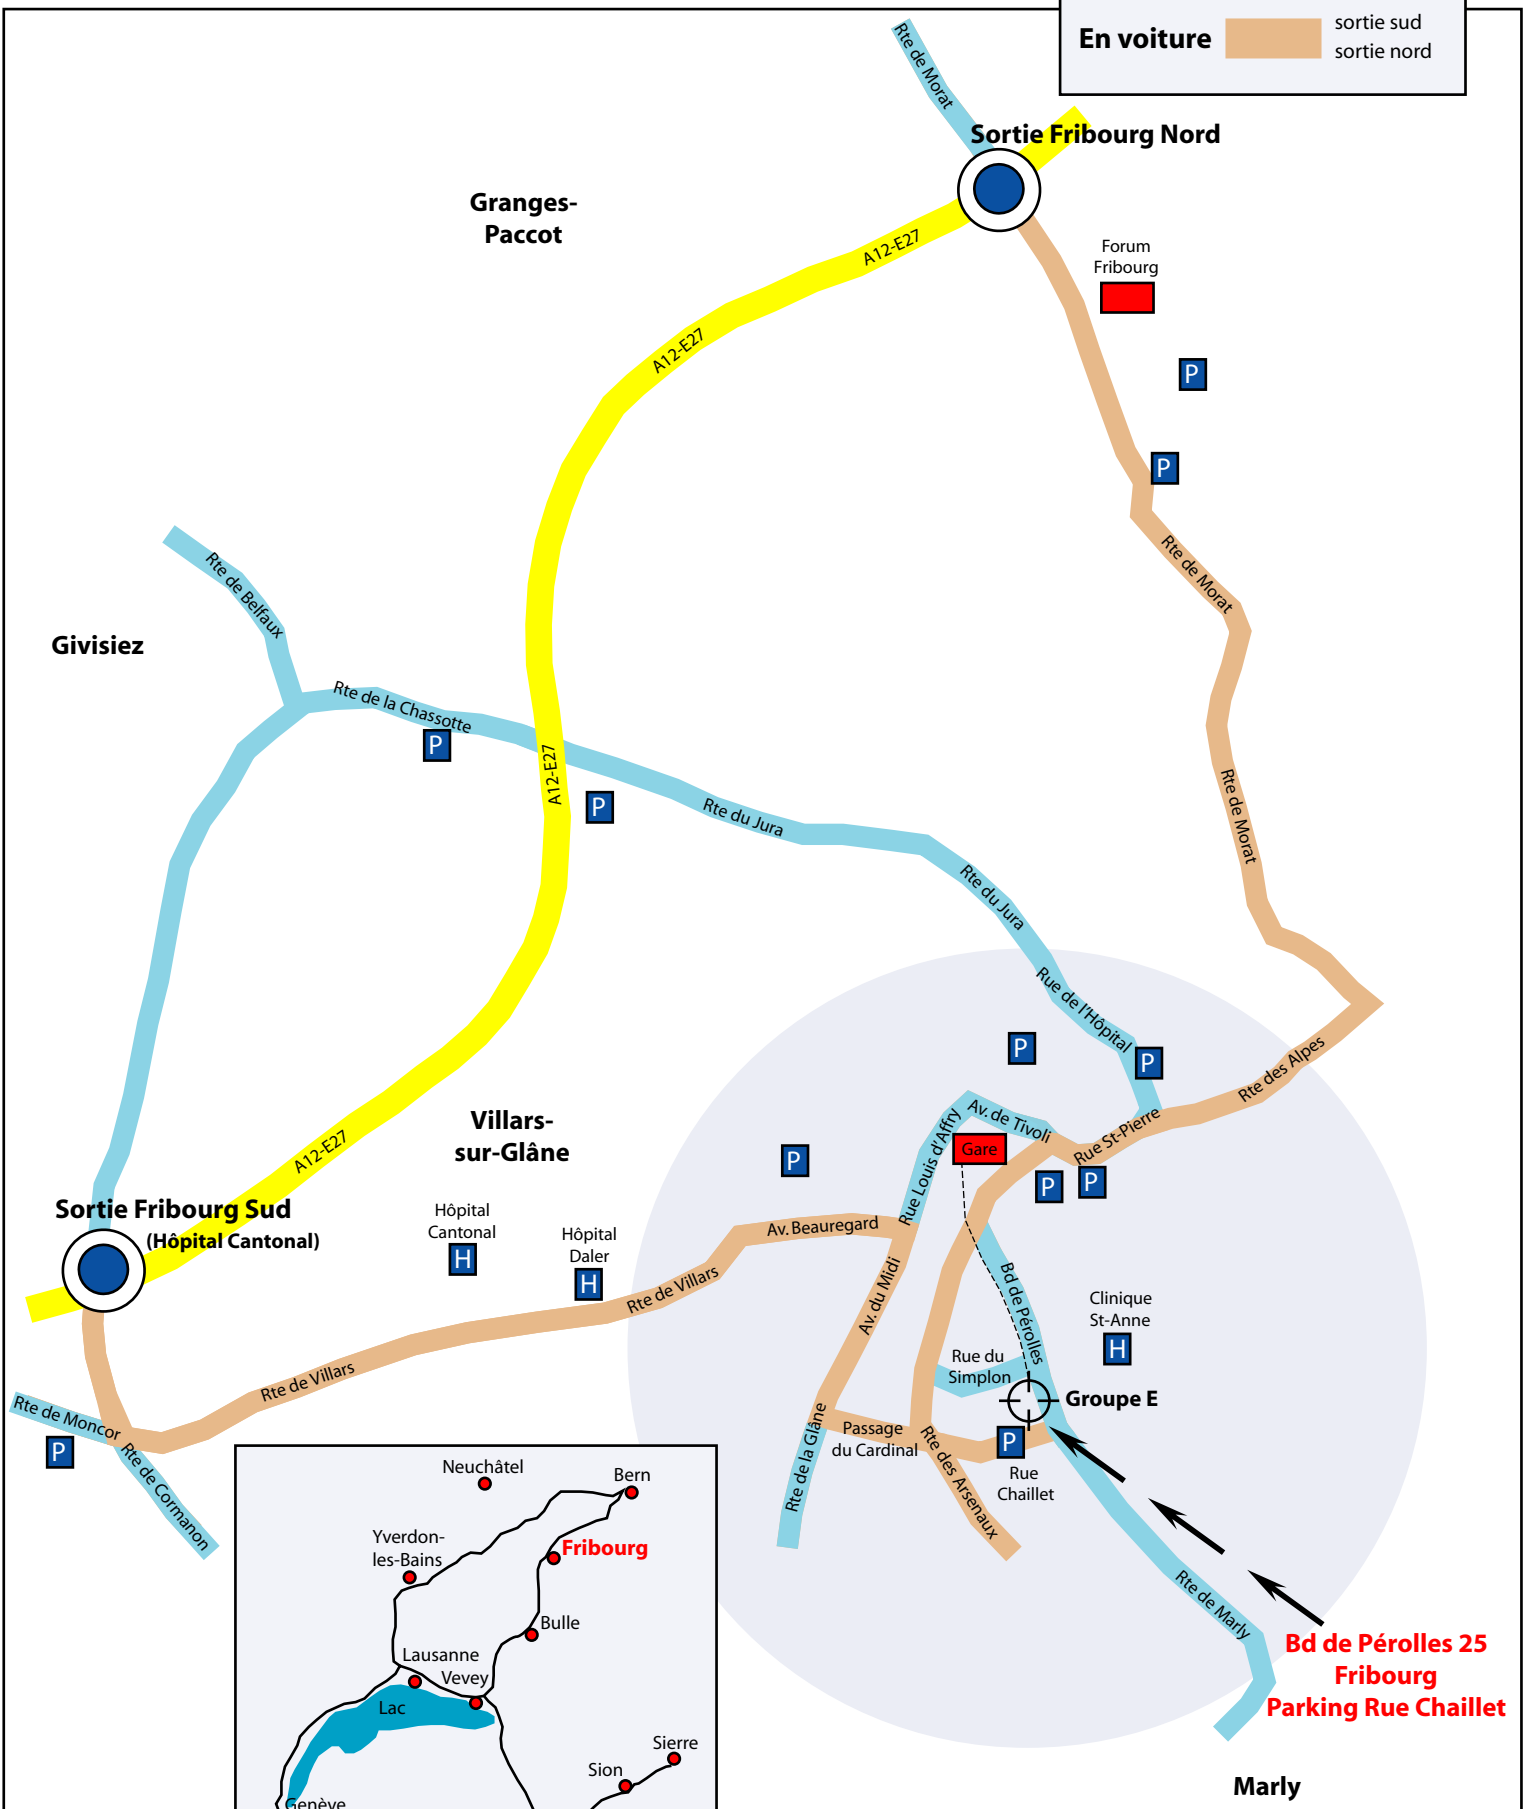 En voiture
sortie sud
sortie nord
Rte de Morat
Sortie Fribourg Nord
Granges-
Paccot
A12-E27
Forum
Fribourg
A12-E27
P
P
Rte de Morat
Rte de Belfaux
Givisiez
Rte de la Chassotte
P
A12-E27
P
Rte du Jura
Rte de Morat
Rte du Jura
Rue de l'Hôpital
P
P
Rte des Alpes
Villars-
sur-Glâne
A12-E27
Av. de Tivoli
Rue St-Pierre
Gare
P
P
P
Rue Louis d'Affry
Sortie Fribourg Sud
(Hôpital Cantonal)
Hôpital
Cantonal
H
Hôpital
Daler
H
Av. Beauregard
Rte de Villars
Av. du Midi
Bd de Pérolles
Clinique
St-Anne
H
Rue du
Simplon
Groupe E
Rte de Villars
Rte de Moncor
P
Rte de Cormanon
Rte de la Glâne
Passage
du Cardinal
Rte des Arsenaux
P
Rue
Chaillet
Rte de Marly
Bd de Pérolles 25
Fribourg
Parking Rue Chaillet
Marly
Neuchâtel
Bern
Yverdon-
les-Bains
Fribourg
Bulle
Lausanne
Vevey
Lac
Sierre
Sion
Genève